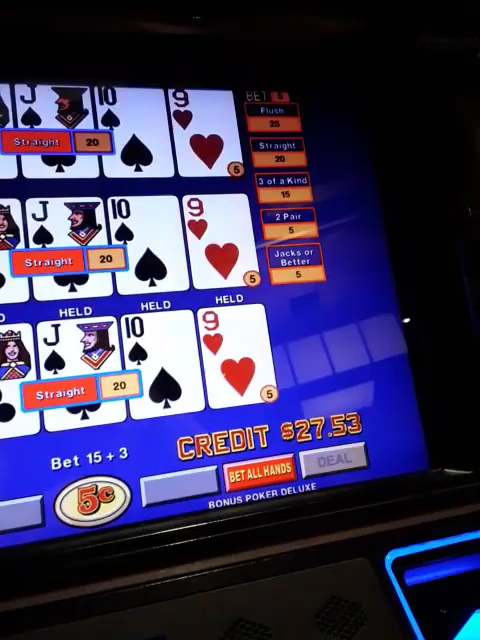 BET 5
Flush
25
Straight
20
3 of a Kind
15
2 Pair
5
Jacks or
Better
5
J
10
9
Straight 20
5
J
10
9
Straight 20
5
HELD
HELD
HELD
J
10
9
Straight 20
5
CREDIT $27.53
Bet 15 + 3
5¢
BET ALL HANDS
DEAL
BONUS POKER DELUXE